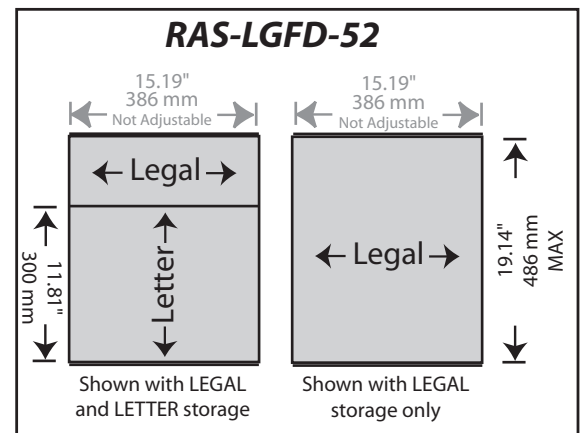 RAS-LGFD-52
15.19"
386 mm
Not Adjustable
Legal
Letter
11.81"
300 mm
Shown with LEGAL
and LETTER storage
15.19"
386 mm
Not Adjustable
Legal
19.14"
486 mm
MAX
Shown with LEGAL
storage only